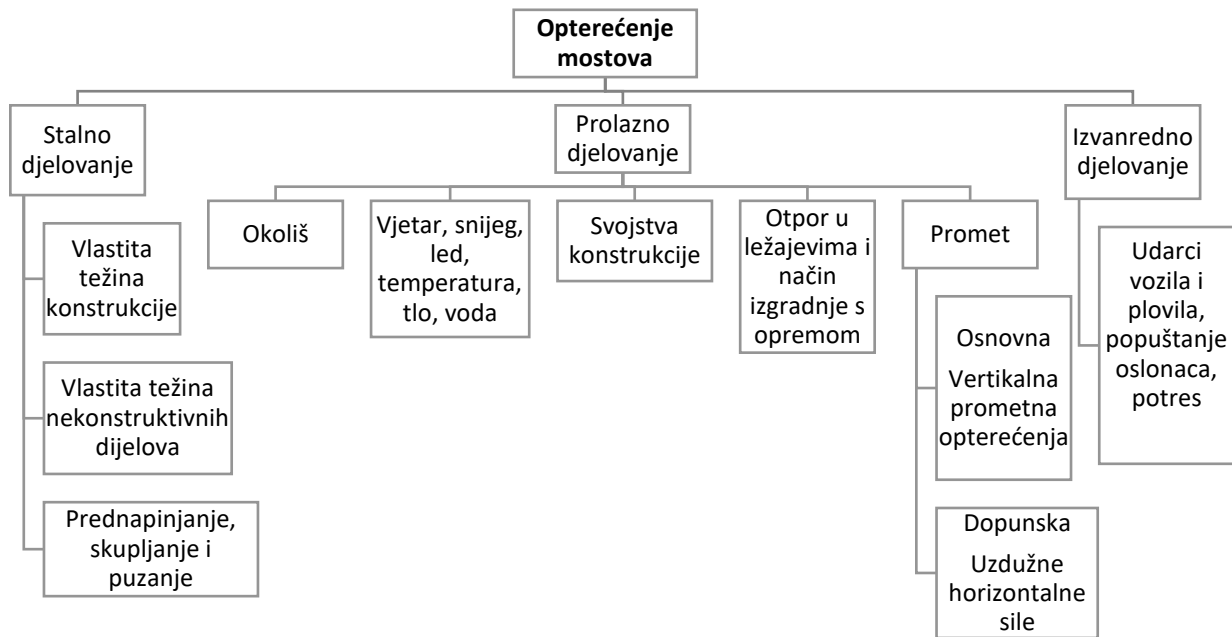 Opterećenje
mostova
Stalno
djelovanje
Vlastita
težina
konstrukcije
Vlastita težina
nekonstruktivnih
dijelova
Prednapinjanje,
skupljanje i
puzanje
Prolazno
djelovanje
Okoliš
Vjetar, snijeg,
led,
temperatura,
tlo, voda
Svojstva
konstrukcije
Otpor u
ležajevima i
način
izgradnje s
opremom
Promet
Osnovna
Vertikalna
prometna
opterećenja
Dopunska
Uzdužne
horizontalne
sile
Izvanredno
djelovanje
Udarci
vozila i
plovila,
popuštanje
oslonaca,
potres